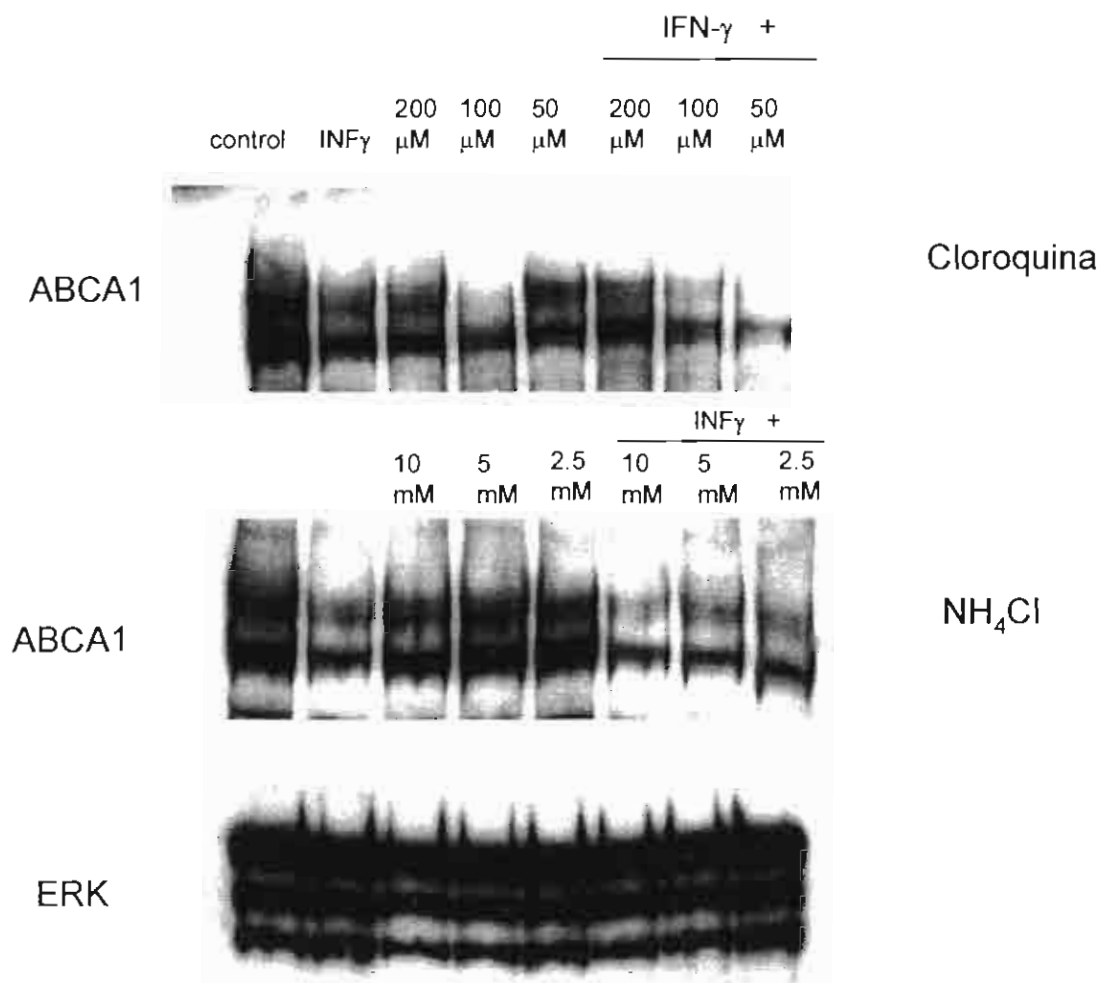 IFN-γ +
200 100 50 200 100 50
control INFγ μM μM μM μM μM μM
Cloroquina
ABCA1
INFγ +
10 5 2.5 10 5 2.5
mM mM mM mM mM mM
NH₄Cl
ABCA1
ERK